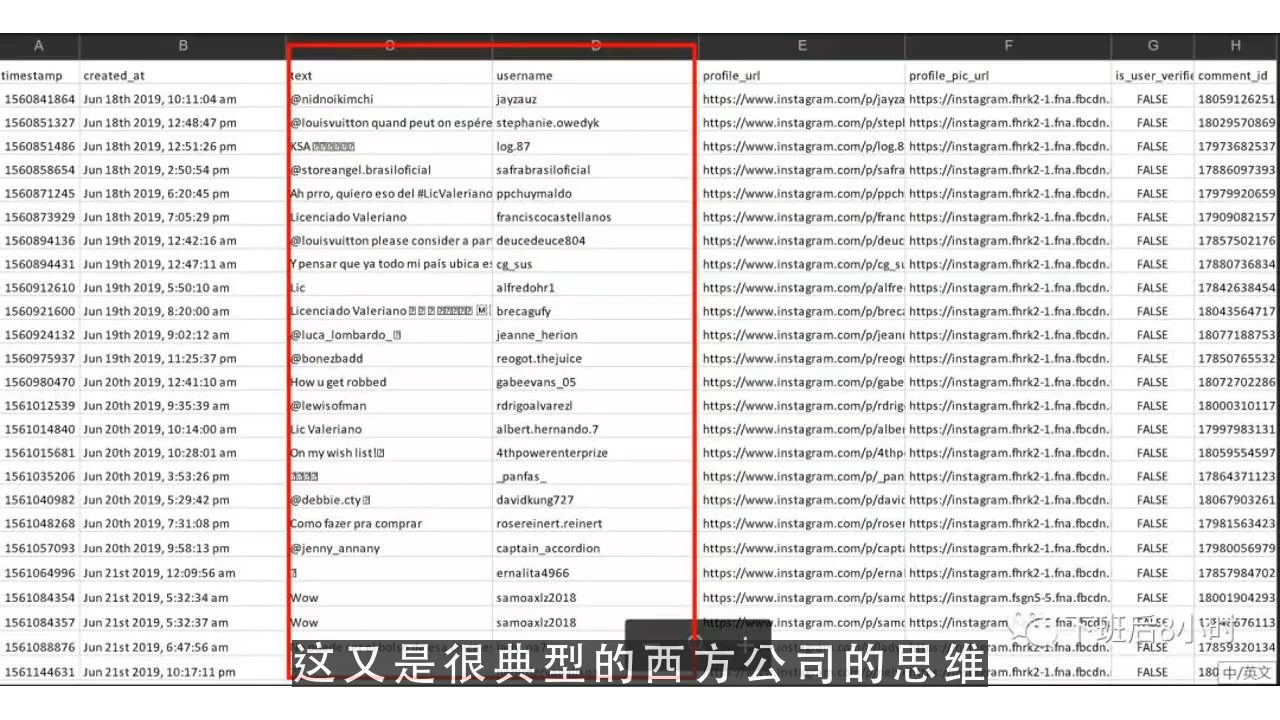 A B C D E F G H
timestamp created_at text username profile_url profile_pic_url is_user_verifie comment_id
1560841864 Jun 18th 2019, 10:11:04 am @nidnoikimchi jayzauz https://www.instagram.com/p/jayza https://instagram.fhrk2-1.fna.fbcdn. FALSE 18059126251
1560851327 Jun 18th 2019, 12:48:47 pm @louisvuitton quand peut on espére stephanie.owedyk https://www.instagram.com/p/step https://instagram.fhrk2-1.fna.fbcdn. FALSE 18029570869
1560851486 Jun 18th 2019, 12:51:26 pm KSA log.87 https://www.instagram.com/p/log.8 https://instagram.fhrk2-1.fna.fbcdn. FALSE 17973682537
1560858654 Jun 18th 2019, 2:50:54 pm @storeangel.brasiloficial safrabrasiloficial https://www.instagram.com/p/safra https://instagram.fhrk2-1.fna.fbcdn. FALSE 17886097393
1560871245 Jun 18th 2019, 6:20:45 pm Ah prro, quiero eso del #LicValeriano ppchuymaldo https://www.instagram.com/p/ppch https://instagram.fhrk2-1.fna.fbcdn. FALSE 17979920659
1560873929 Jun 18th 2019, 7:05:29 pm Licenciado Valeriano franciscocastellanos https://www.instagram.com/p/franc https://instagram.fhrk2-1.fna.fbcdn. FALSE 17909082157
1560894136 Jun 19th 2019, 12:42:16 am @louisvuitton please consider a par deucedeuce804 https://www.instagram.com/p/deuc https://instagram.fhrk2-1.fna.fbcdn. FALSE 17857502176
1560894431 Jun 19th 2019, 12:47:11 am Y pensar que ya todo mi país ubica es cg_sus https://www.instagram.com/p/cg_su https://instagram.fhrk2-1.fna.fbcdn. FALSE 17880736834
1560912610 Jun 19th 2019, 5:50:10 am Lic alfredohr1 https://www.instagram.com/p/alfre https://instagram.fhrk2-1.fna.fbcdn. FALSE 17842638454
1560921600 Jun 19th 2019, 8:20:00 am Licenciado Valeriano brecagufy https://www.instagram.com/p/breca https://instagram.fhrk2-1.fna.fbcdn. FALSE 18043564717
1560924132 Jun 19th 2019, 9:02:12 am @luca_lombardo_ jeanne_herion https://www.instagram.com/p/jeani https://instagram.fhrk2-1.fna.fbcdn. FALSE 18077188753
1560975937 Jun 19th 2019, 11:25:37 pm @bonezbadd reogot.thejuice https://www.instagram.com/p/reog https://instagram.fhrk2-1.fna.fbcdn. FALSE 17850765532
1560980470 Jun 20th 2019, 12:41:10 am How u get robbed gabeevans_05 https://www.instagram.com/p/gabe https://instagram.fhrk2-1.fna.fbcdn. FALSE 18072702286
1561012539 Jun 20th 2019, 9:35:39 am @lewisofman rdrigoalvarezl https://www.instagram.com/p/rdrig https://instagram.fhrk2-1.fna.fbcdn. FALSE 18000310117
1561014840 Jun 20th 2019, 10:14:00 am Lic Valeriano albert.hernando.7 https://www.instagram.com/p/alber https://instagram.fhrk2-1.fna.fbcdn. FALSE 17997983131
1561015681 Jun 20th 2019, 10:28:01 am On my wish list! 4thpowerenterprize https://www.instagram.com/p/4thp https://instagram.fhrk2-1.fna.fbcdn. FALSE 18059554597
1561035206 Jun 20th 2019, 3:53:26 pm _panfas_ https://www.instagram.com/p/_pan https://instagram.fhrk2-1.fna.fbcdn. FALSE 17864371123
1561040982 Jun 20th 2019, 5:29:42 pm @debbie.cty davidkung727 https://www.instagram.com/p/david https://instagram.fhrk2-1.fna.fbcdn. FALSE 18067903261
1561048268 Jun 20th 2019, 7:31:08 pm Como fazer pra comprar rosereinert.reinert https://www.instagram.com/p/roser https://instagram.fhrk2-1.fna.fbcdn. FALSE 17981563423
1561057093 Jun 20th 2019, 9:58:13 pm @jenny_annany captain_accordion https://www.instagram.com/p/capta https://instagram.fhrk2-1.fna.fbcdn. FALSE 17980056979
1561064996 Jun 21st 2019, 12:09:56 am ernalita4966 https://www.instagram.com/p/erna https://instagram.fhrk2-1.fna.fbcdn. FALSE 17857984702
1561084354 Jun 21st 2019, 5:32:34 am Wow samoaxlz2018 https://www.instagram.com/p/samo https://instagram.fsgn5-5.fna.fbcdn. FALSE 18001904293
1561084357 Jun 21st 2019, 5:32:37 am Wow samoaxlz2018 https://www.instagram.com/p/samo
1561088876 Jun 21st 2019, 6:47:56 am https://instagram.fhrk2-1.fna.fbcdn. FALSE 17859320134
1561144631 Jun 21st 2019, 10:17:11 pm https://instagram.fhrk2-1.fna.fbcdn. FALSE 180
下班后8小时
中/英文
这又是很典型的西方公司的思维